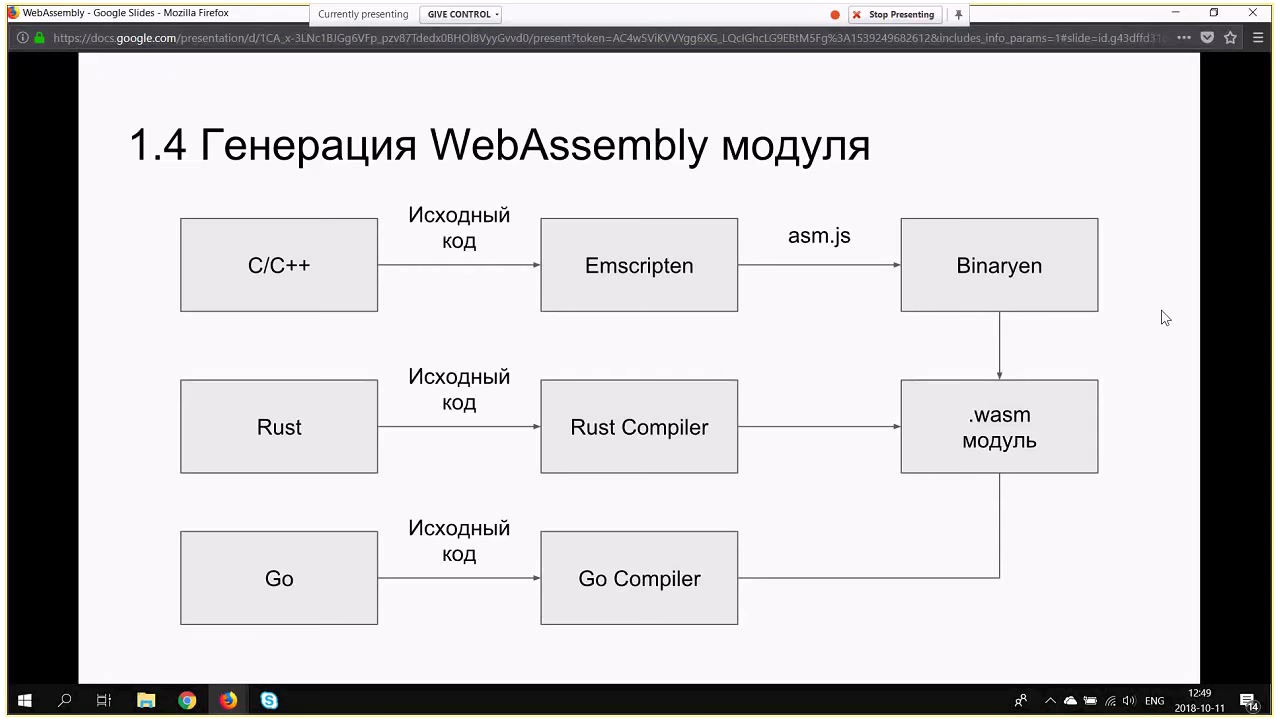 WebAssembly - Google Slides - Mozilla Firefox
Currently presenting
GIVE CONTROL
Stop Presenting
1.4 Генерация WebAssembly модуля
C/C++
Исходный
код
Emscripten
asm.js
Binaryen
Rust
Исходный
код
Rust Compiler
.wasm
модуль
Go
Исходный
код
Go Compiler
ENG
12:49
2018-10-11
14